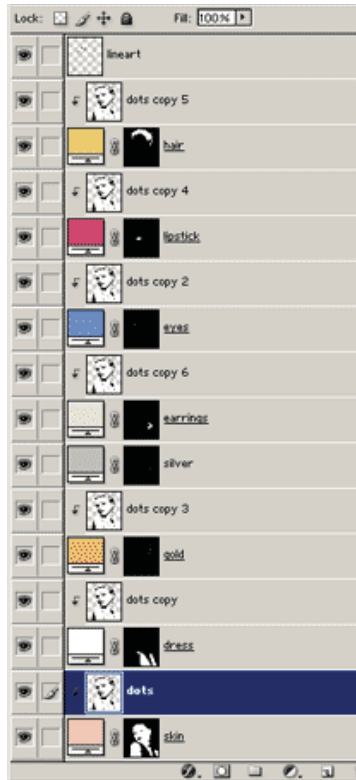 Lock: Fill: 100%
lineart
dots copy 5
hair
dots copy 4
lipstick
dots copy 2
eyes
dots copy 6
earrings
silver
dots copy 3
gold
dots copy
dress
dots
skin